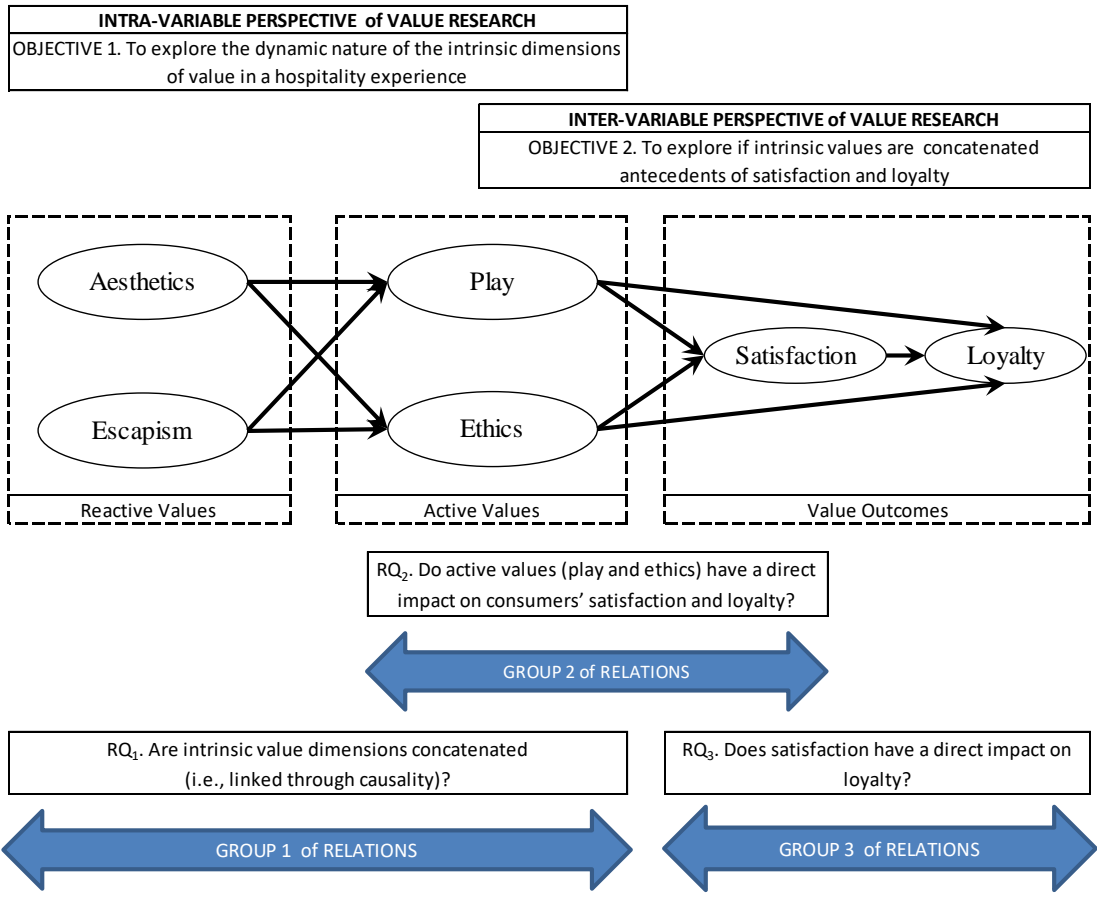 INTRA-VARIABLE PERSPECTIVE of VALUE RESEARCH
OBJECTIVE 1. To explore the dynamic nature of the intrinsic dimensions
of value in a hospitality experience
INTER-VARIABLE PERSPECTIVE of VALUE RESEARCH
OBJECTIVE 2. To explore if intrinsic values are concatenated
antecedents of satisfaction and loyalty
Aesthetics
Play
Satisfaction
Loyalty
Escapism
Ethics
Reactive Values
Active Values
Value Outcomes
RQ2. Do active values (play and ethics) have a direct
impact on consumers’ satisfaction and loyalty?
GROUP 2 of RELATIONS
RQ1. Are intrinsic value dimensions concatenated
(i.e., linked through causality)?
RQ3. Does satisfaction have a direct impact on
loyalty?
GROUP 1 of RELATIONS
GROUP 3 of RELATIONS